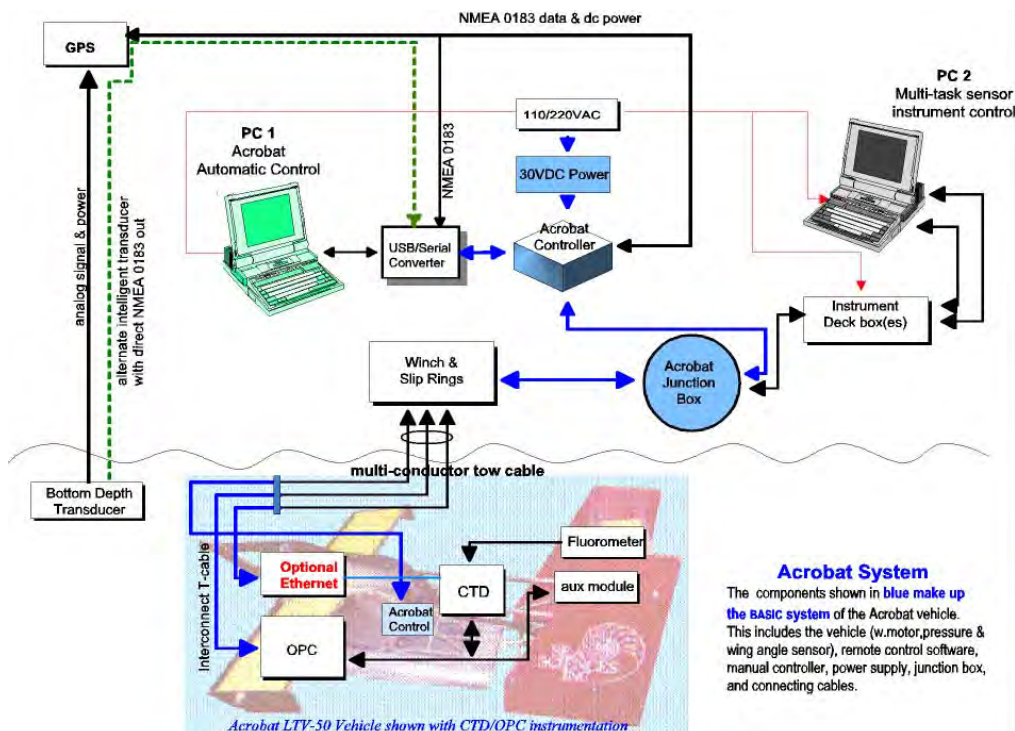 NMEA 0183 data & dc power
GPS
PC 2
Multi-task sensor
instrument control
110/220VAC
PC 1
Acrobat
Automatic Control
NMEA 0183
30VDC Power
Acrobat
Controller
USB/Serial
Converter
analog signal & power
alternate intelligent transducer
with direct NMEA 0183 out
Instrument
Deck box(es)
Winch &
Slip Rings
Acrobat
Junction
Box
multi-conductor tow cable
Bottom Depth
Transducer
Interconnect T-cable
Fluorometer
Optional
Ethernet
CTD
aux module
Acrobat
Control
OPC
Acrobat System
The components shown in blue make up
the BASIC system of the Acrobat vehicle.
This includes the vehicle (w.motor,pressure &
wing angle sensor), remote control software,
manual controller, power supply, junction box,
and connecting cables.
Acrobat LTV-50 Vehicle shown with CTD/OPC instrumentation